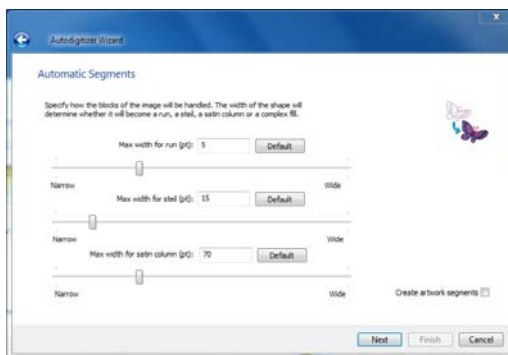 Autodigitizer Wizard
Automatic Segments
Specify how the blocks of the image will be handled. The width of the shape will
determine whether it will become a run, a steil, a satin column or a complex fill.
Max width for run (pt): 5 Default
Narrow Wide
Max width for steil (pt): 15 Default
Narrow Wide
Max width for satin column (pt): 70 Default
Narrow Wide
Create artwork segments
Next Finish Cancel